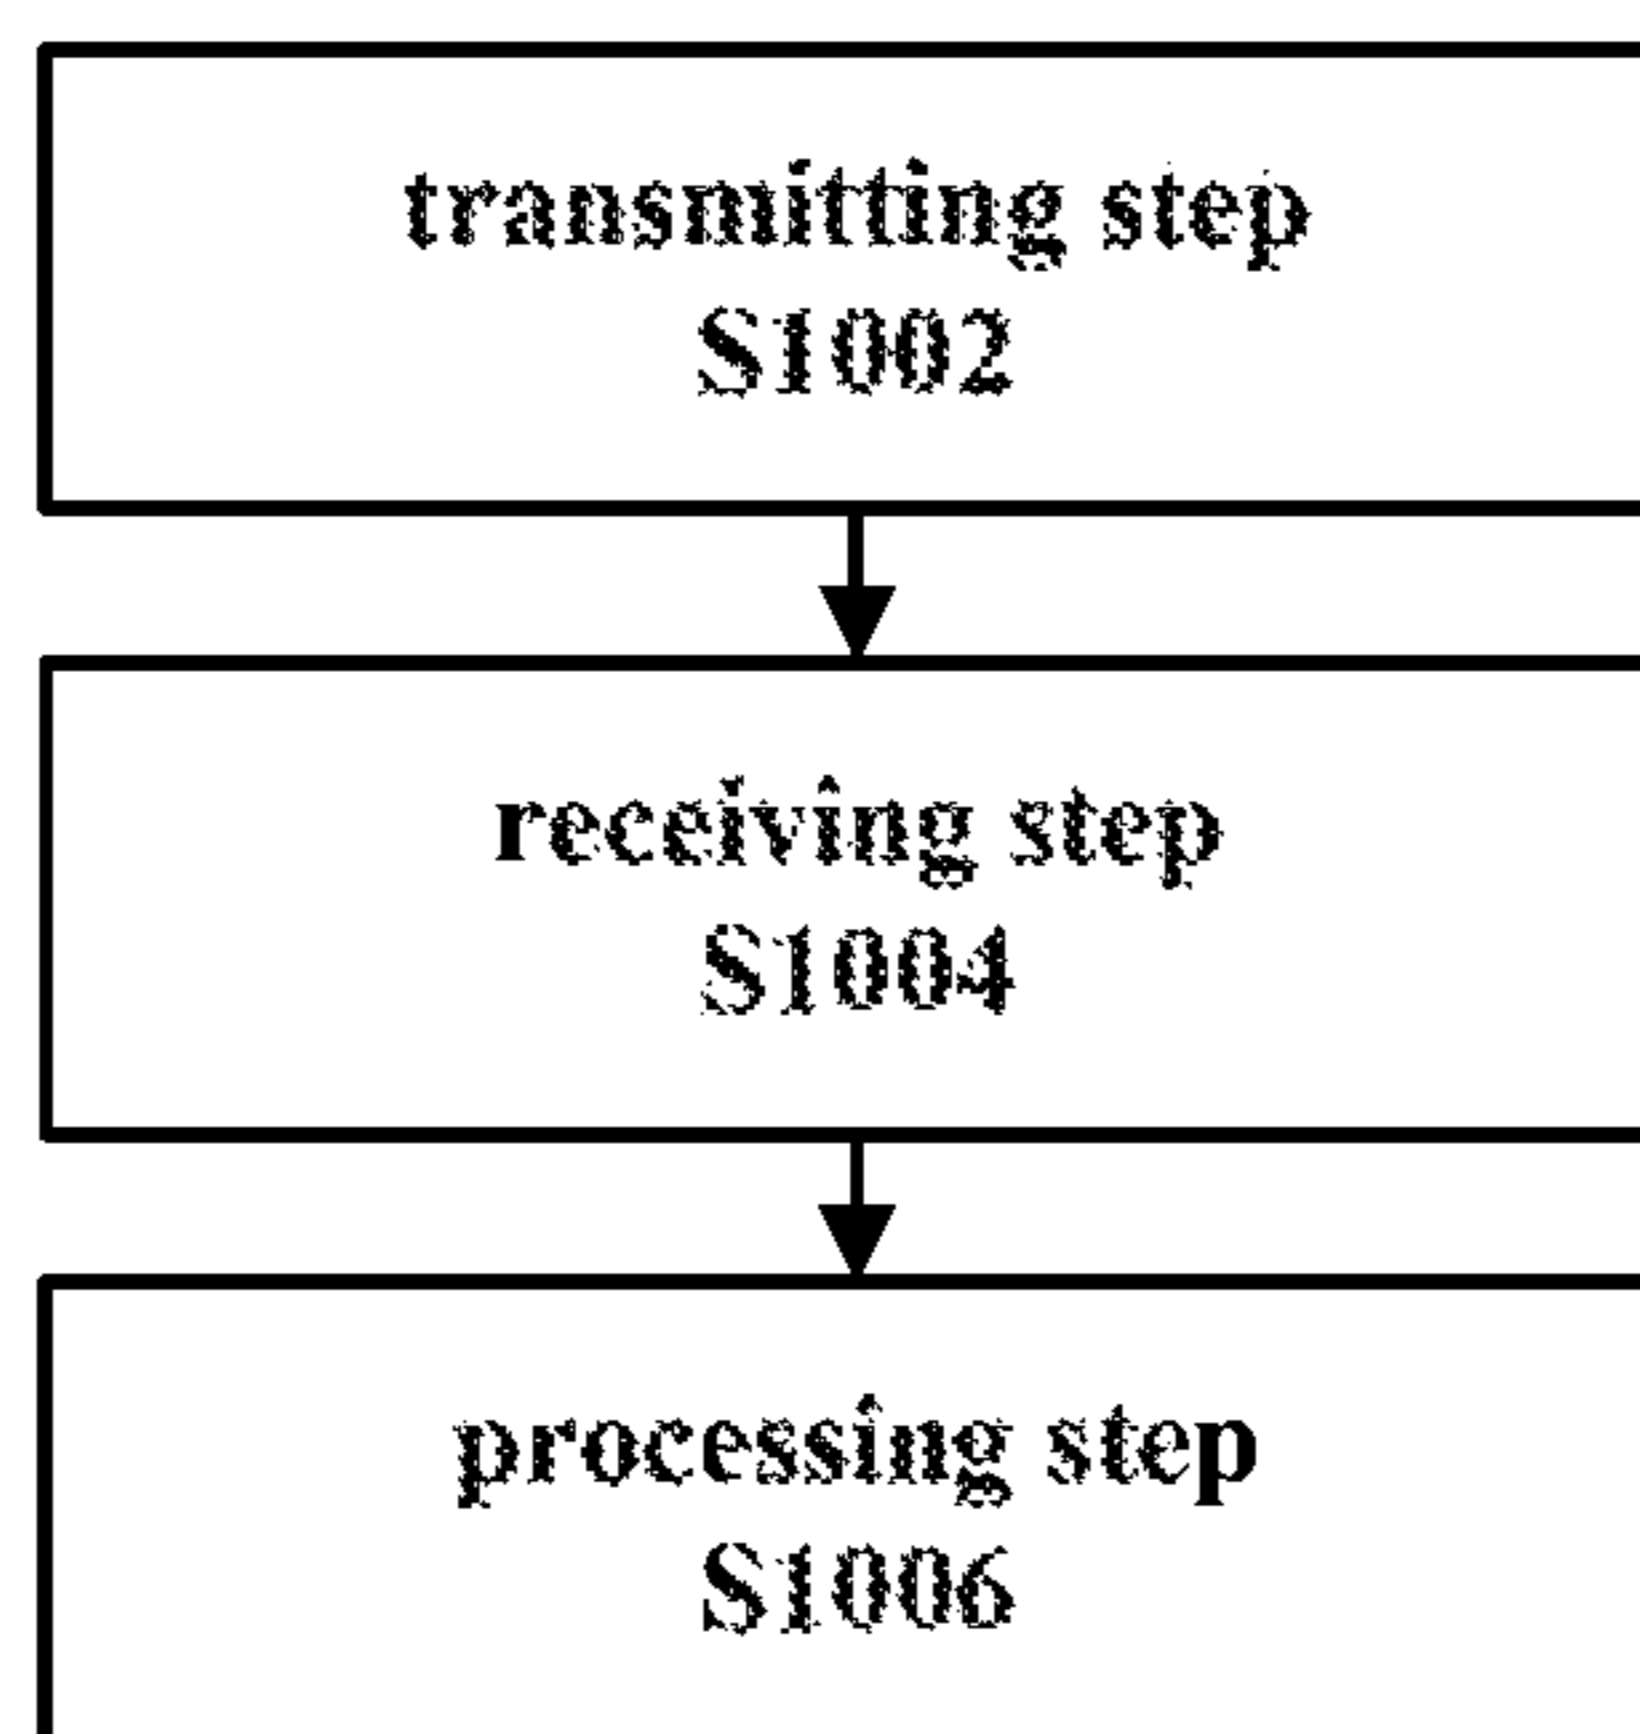 transmitting step
S1002
receiving step
S1004
processing step
S1006